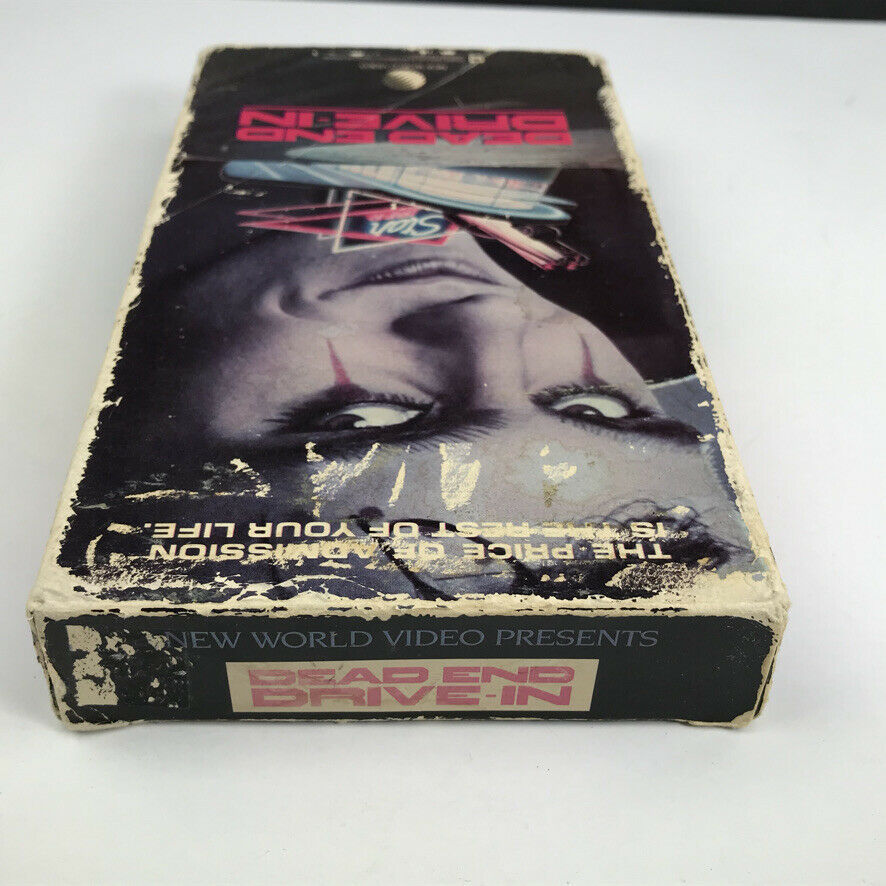 DEAD END
DRIVE-IN
Star
THE PRICE OF ADMISSION
IS THE REST OF YOUR LIFE.
NEW WORLD VIDEO PRESENTS
DEAD END
DRIVE-IN